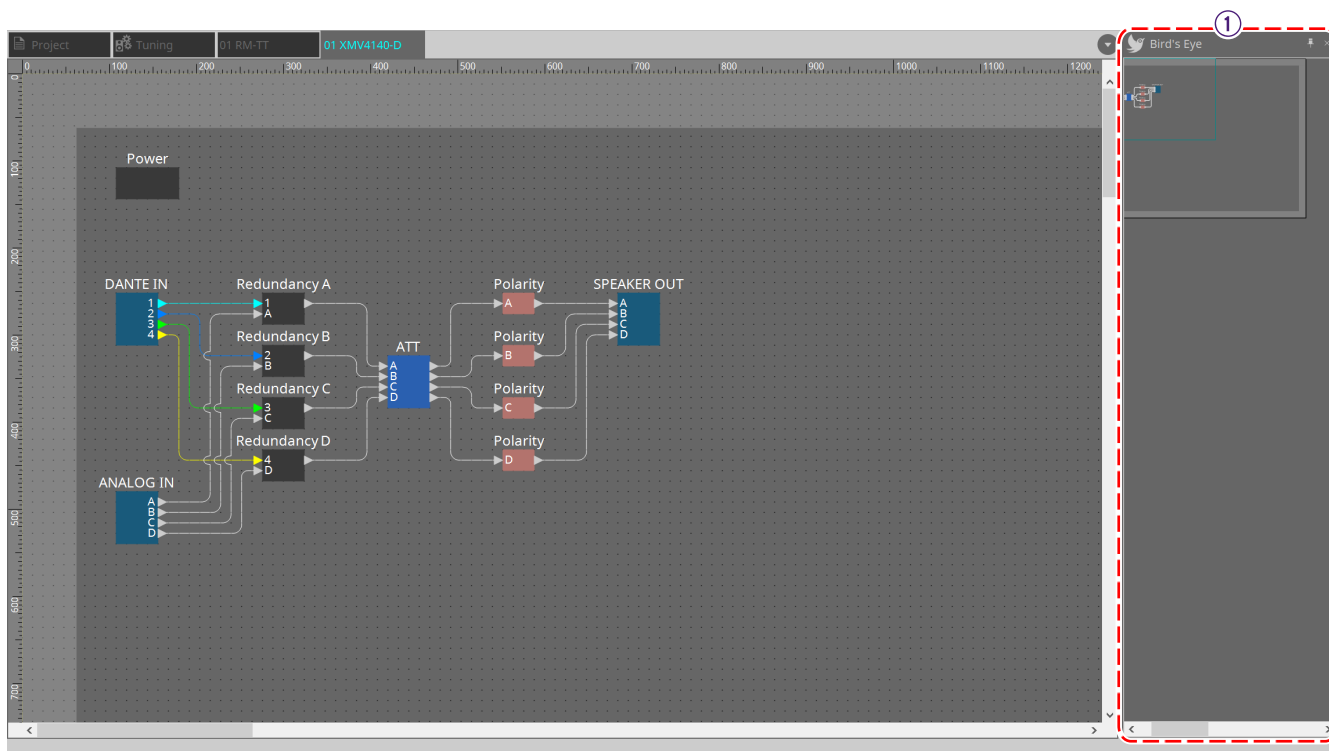 1
Project
Tuning
01 RM-TT
01 XMV4140-D
Bird's Eye
0 100 200 300 400 500 600 700 800 900 1000 1100 1200
0
100
200
300
400
500
600
700
Power
DANTE IN
1
2
3
4
Redundancy A
1
A
Redundancy B
2
B
Redundancy C
3
C
Redundancy D
4
D
ANALOG IN
A
B
C
D
ATT
A
B
C
D
Polarity
A
Polarity
B
Polarity
C
Polarity
D
SPEAKER OUT
A
B
C
D